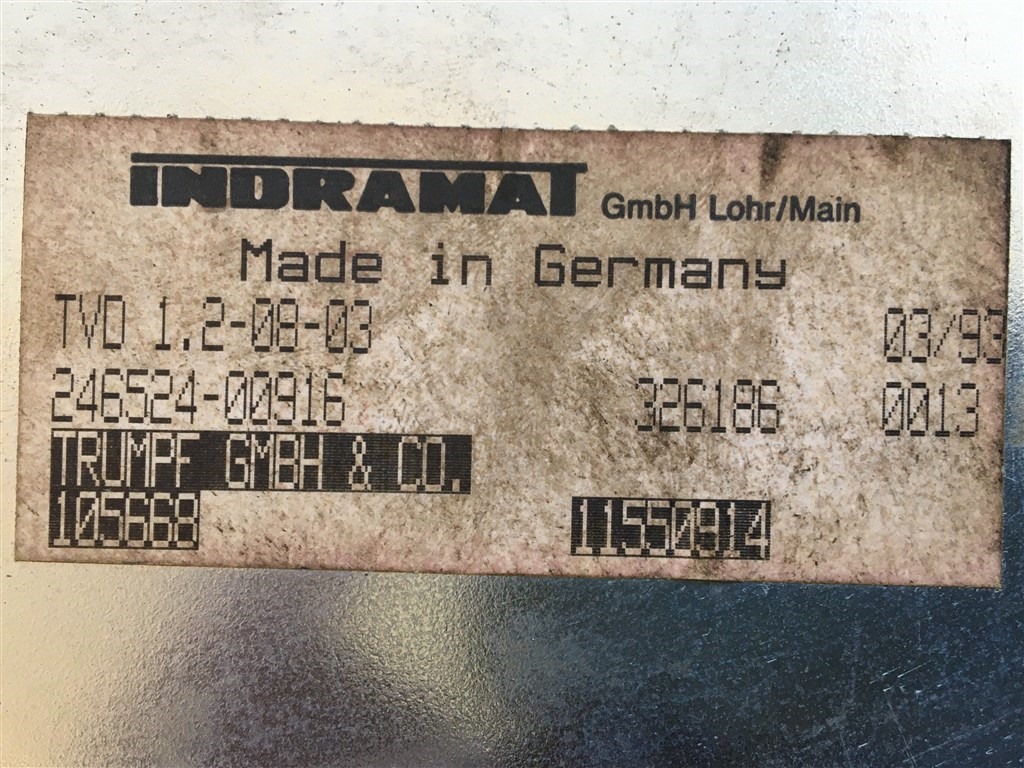 INDRAMAT GmbH Lohr/Main
Made in Germany
TVD 1.2-08-03 03/93
246524-00916 326186 0013
TRUMPF GMBH & CO.
105668 11550914